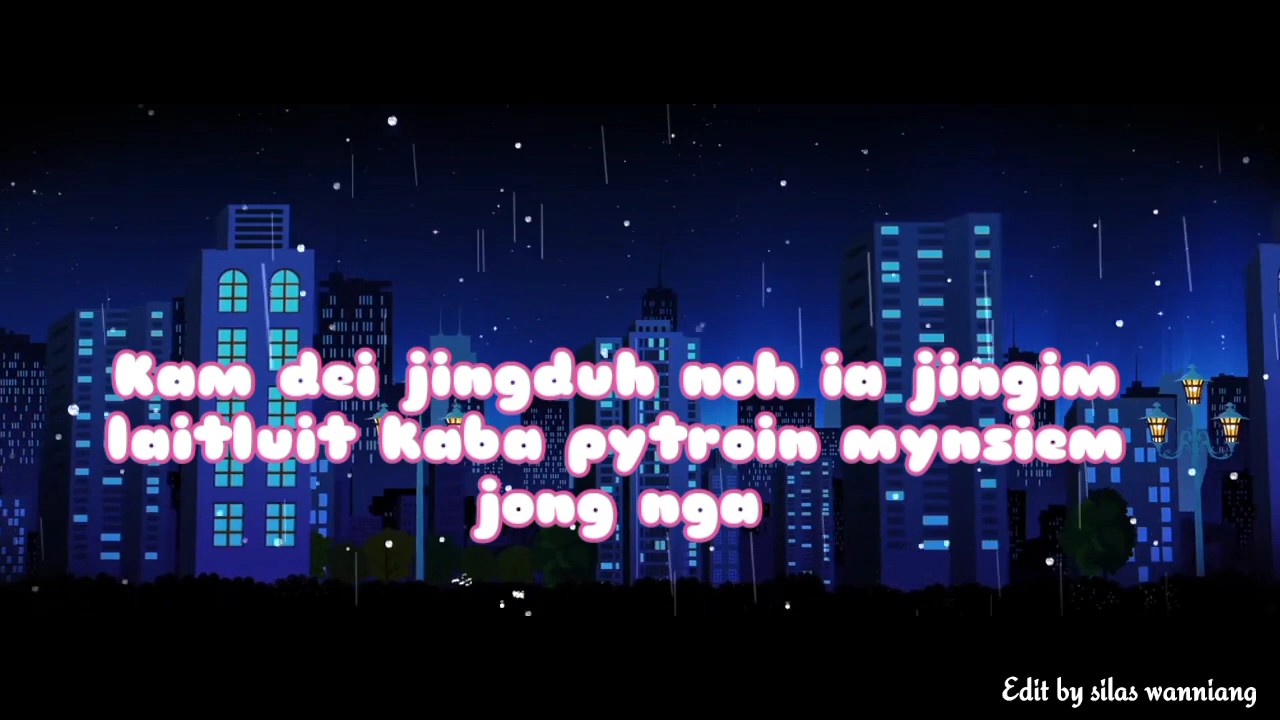 Kam dei jingduh noh ia jingim
laitluit kaba pytroin mynsiem
jong nga
Edit by silas wanniang